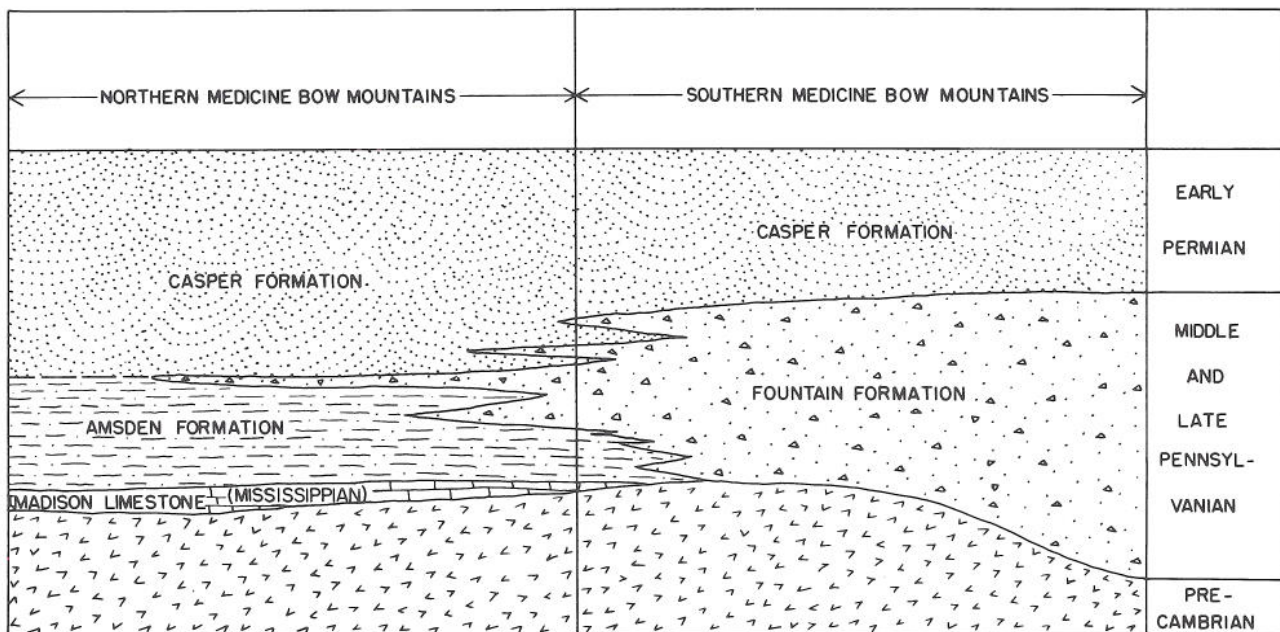 NORTHERN MEDICINE BOW MOUNTAINS
SOUTHERN MEDICINE BOW MOUNTAINS
CASPER FORMATION
CASPER FORMATION
EARLY
PERMIAN
AMSDEN FORMATION
FOUNTAIN FORMATION
MIDDLE
AND
LATE
PENNSYL-
VANIAN
MADISON LIMESTONE (MISSISSIPPIAN)
PRE-
CAMBRIAN